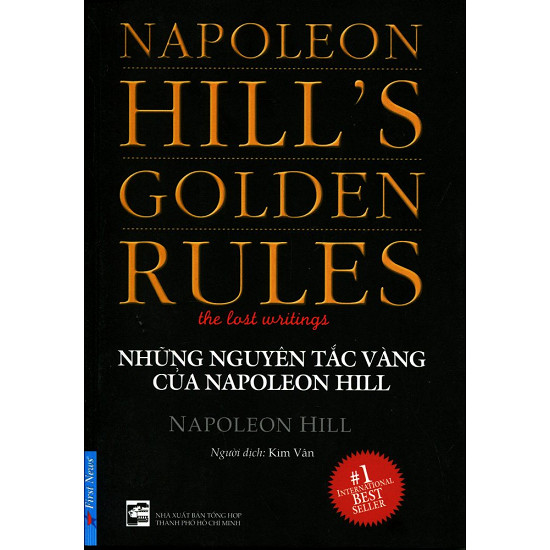 NAPOLEON
HILL'S
GOLDEN
RULES
the lost writings
NHỮNG NGUYÊN TẮC VÀNG
CỦA NAPOLEON HILL
NAPOLEON HILL
Người dịch: Kim Vân
#1
INTERNATIONAL
BEST
SELLER
First News®
NHÀ XUẤT BẢN TỔNG HỢP
THÀNH PHỐ HỒ CHÍ MINH